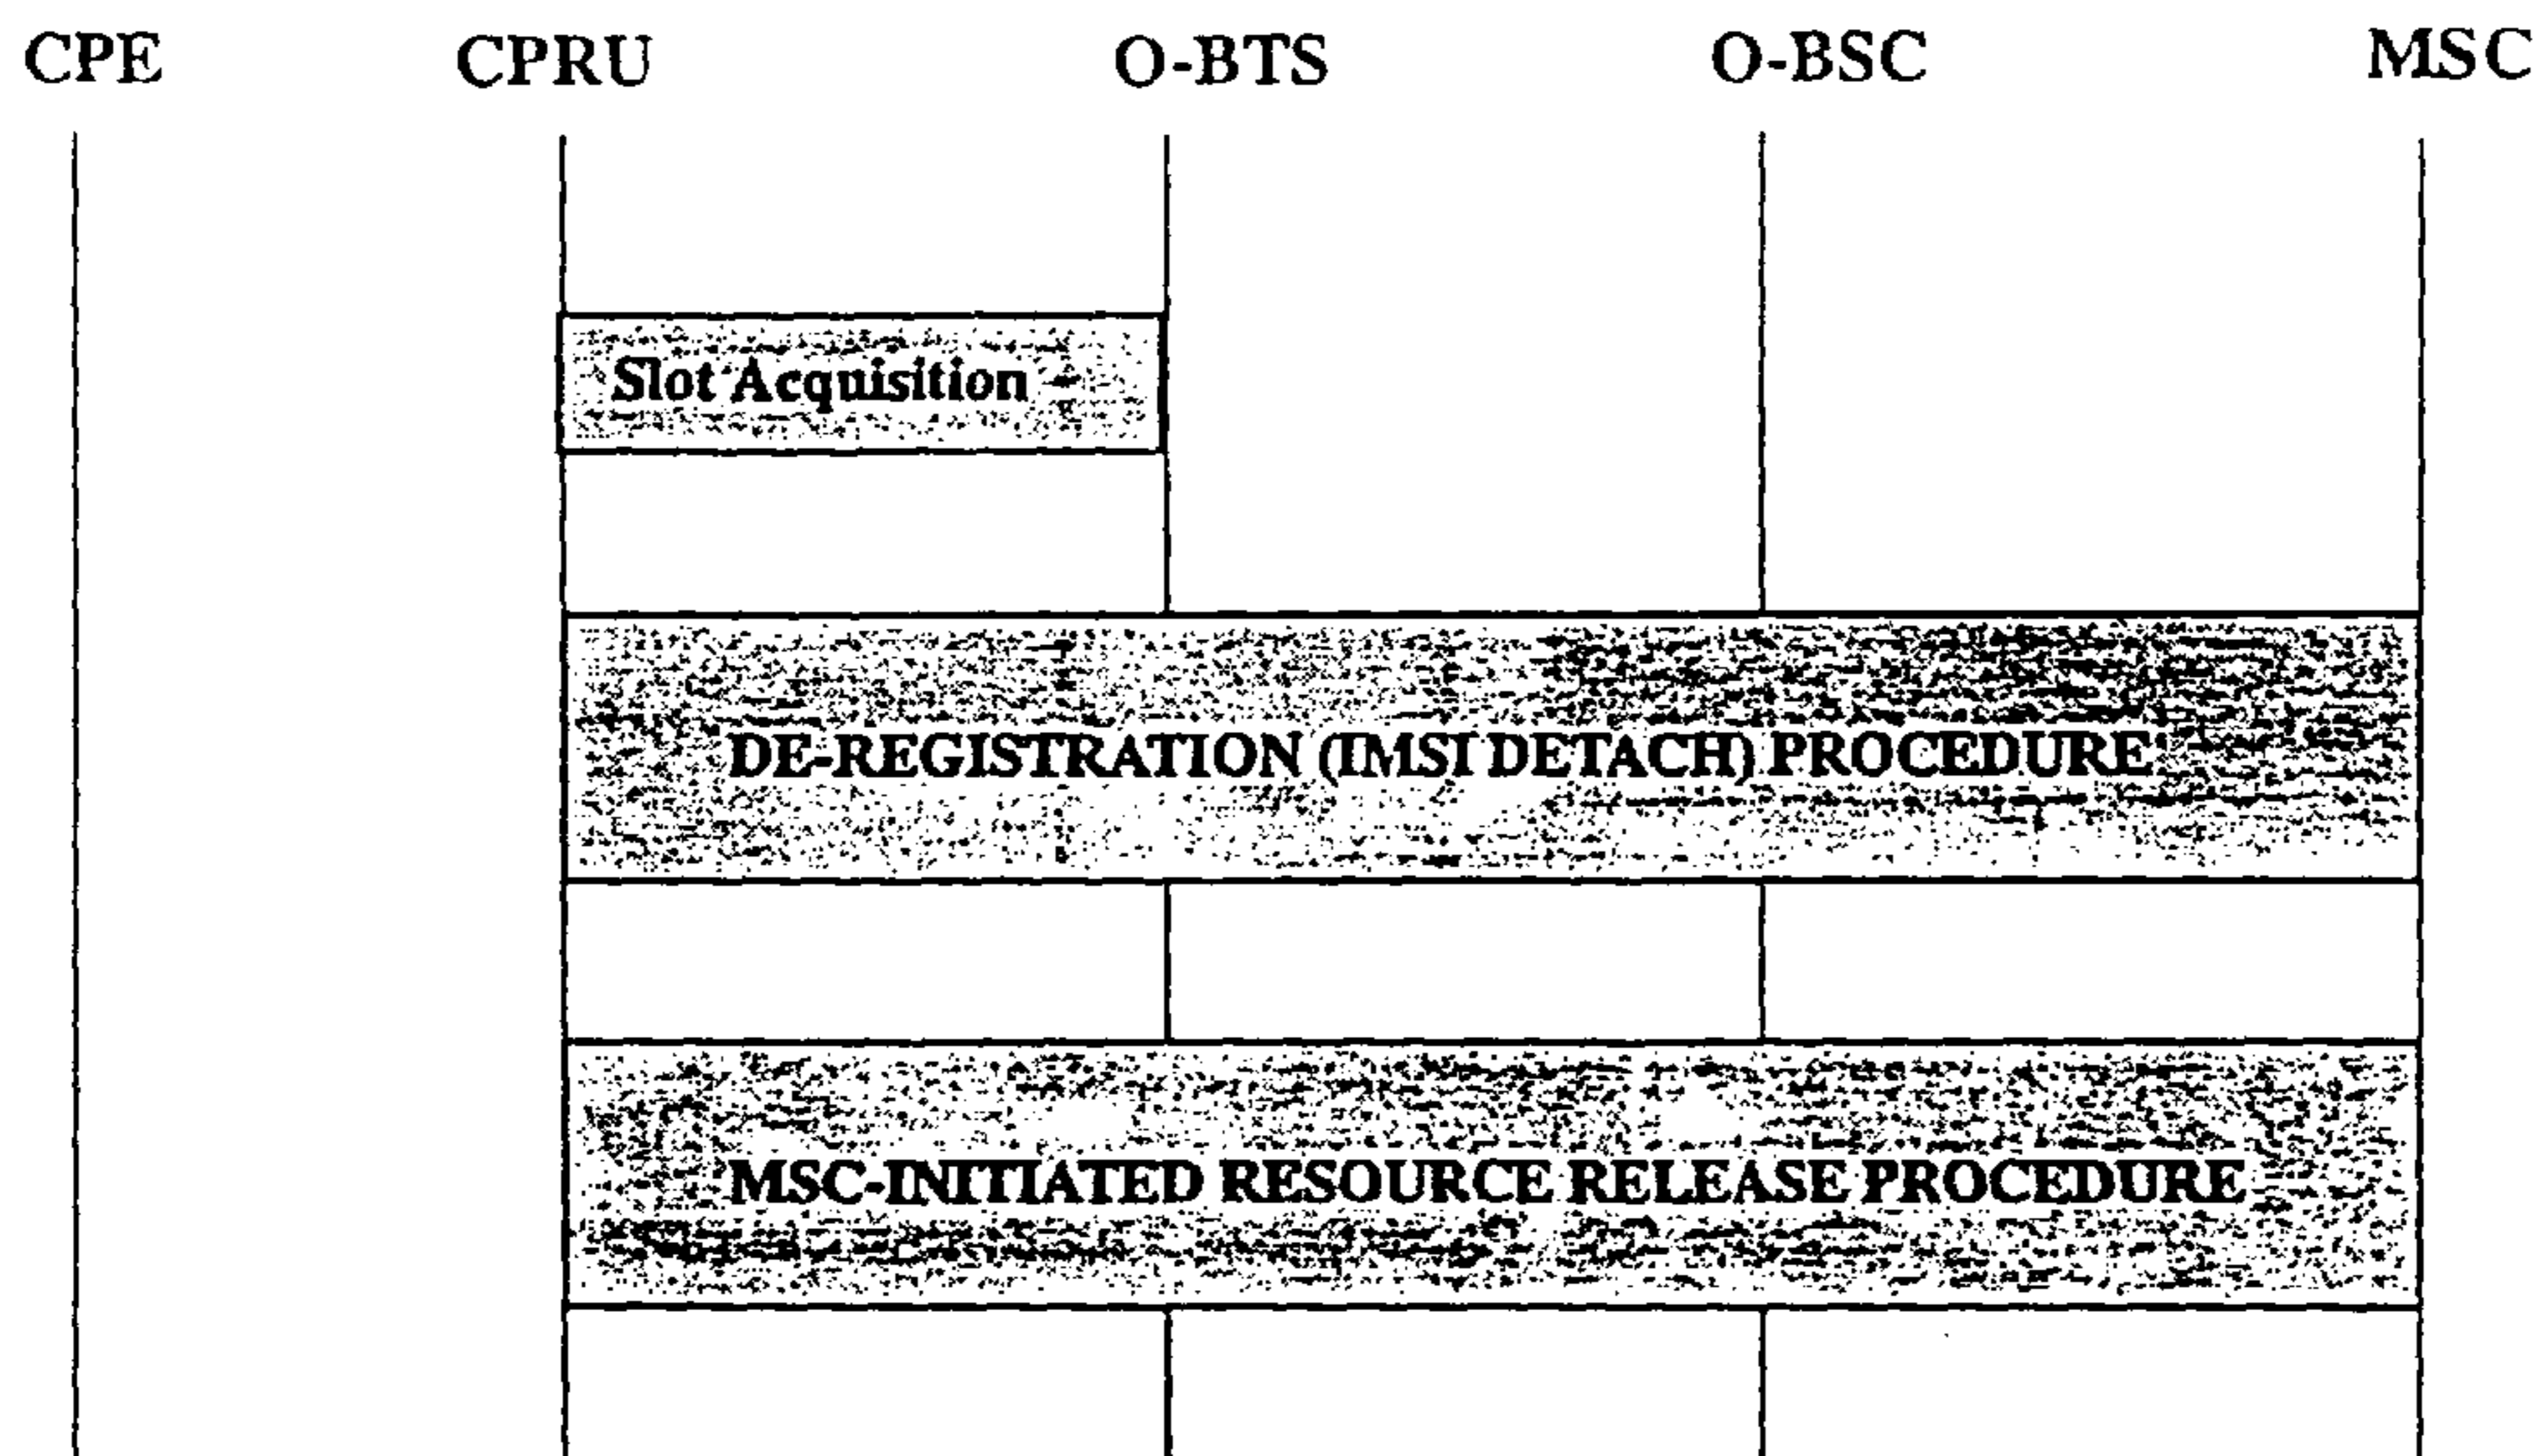 CPE CPRU O-BTS O-BSC MSC
Slot Acquisition
DE-REGISTRATION (IMSI DETACH) PROCEDURE
MSC-INITIATED RESOURCE RELEASE PROCEDURE